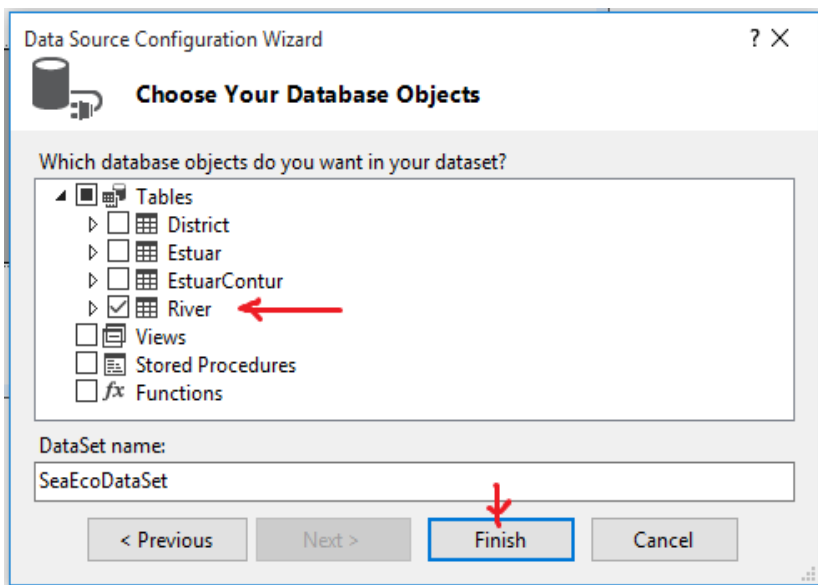 Data Source Configuration Wizard ?
Choose Your Database Objects
Which database objects do you want in your dataset?
Tables
District
Estuar
EstuarContur
River
Views
Stored Procedures
fx Functions
DataSet name:
SeaEcoDataSet
< Previous Next > Finish Cancel